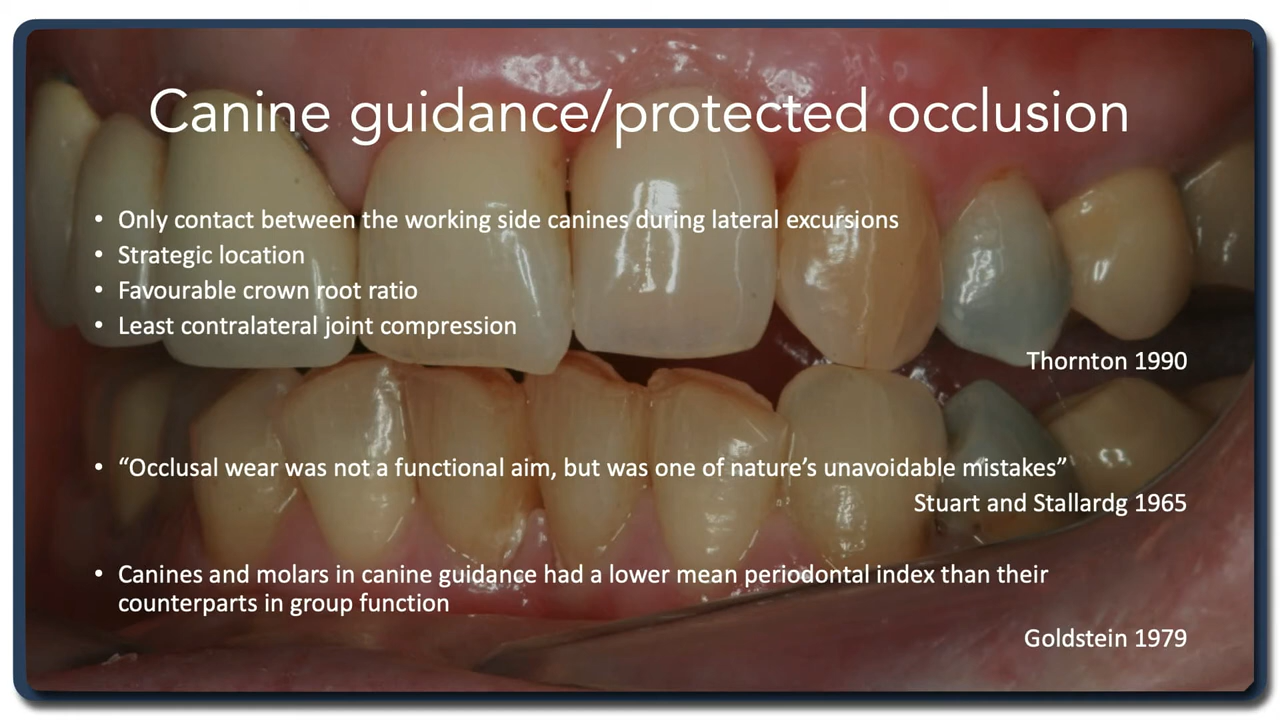 Canine guidance/protected occlusion
• Only contact between the working side canines during lateral excursions
• Strategic location
• Favourable crown root ratio
• Least contralateral joint compression
Thornton 1990
• “Occlusal wear was not a functional aim, but was one of nature’s unavoidable mistakes”
Stuart and Stallardg 1965
• Canines and molars in canine guidance had a lower mean periodontal index than their
counterparts in group function
Goldstein 1979